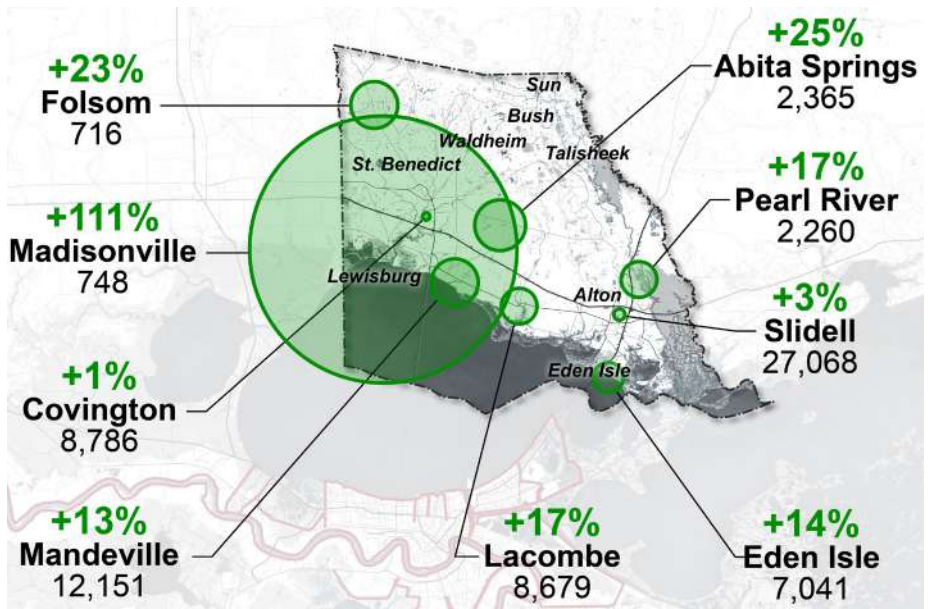 +23%
Folsom
716
+111%
Madisonville
748
+1%
Covington
8,786
+13%
Mandeville
12,151
Sun
Bush
Waldheim
Talisheek
St. Benedict
Lewisburg
Alton
Eden Isle
+25%
Abita Springs
2,365
+17%
Pearl River
2,260
+3%
Slidell
27,068
+17%
Lacombe
8,679
+14%
Eden Isle
7,041